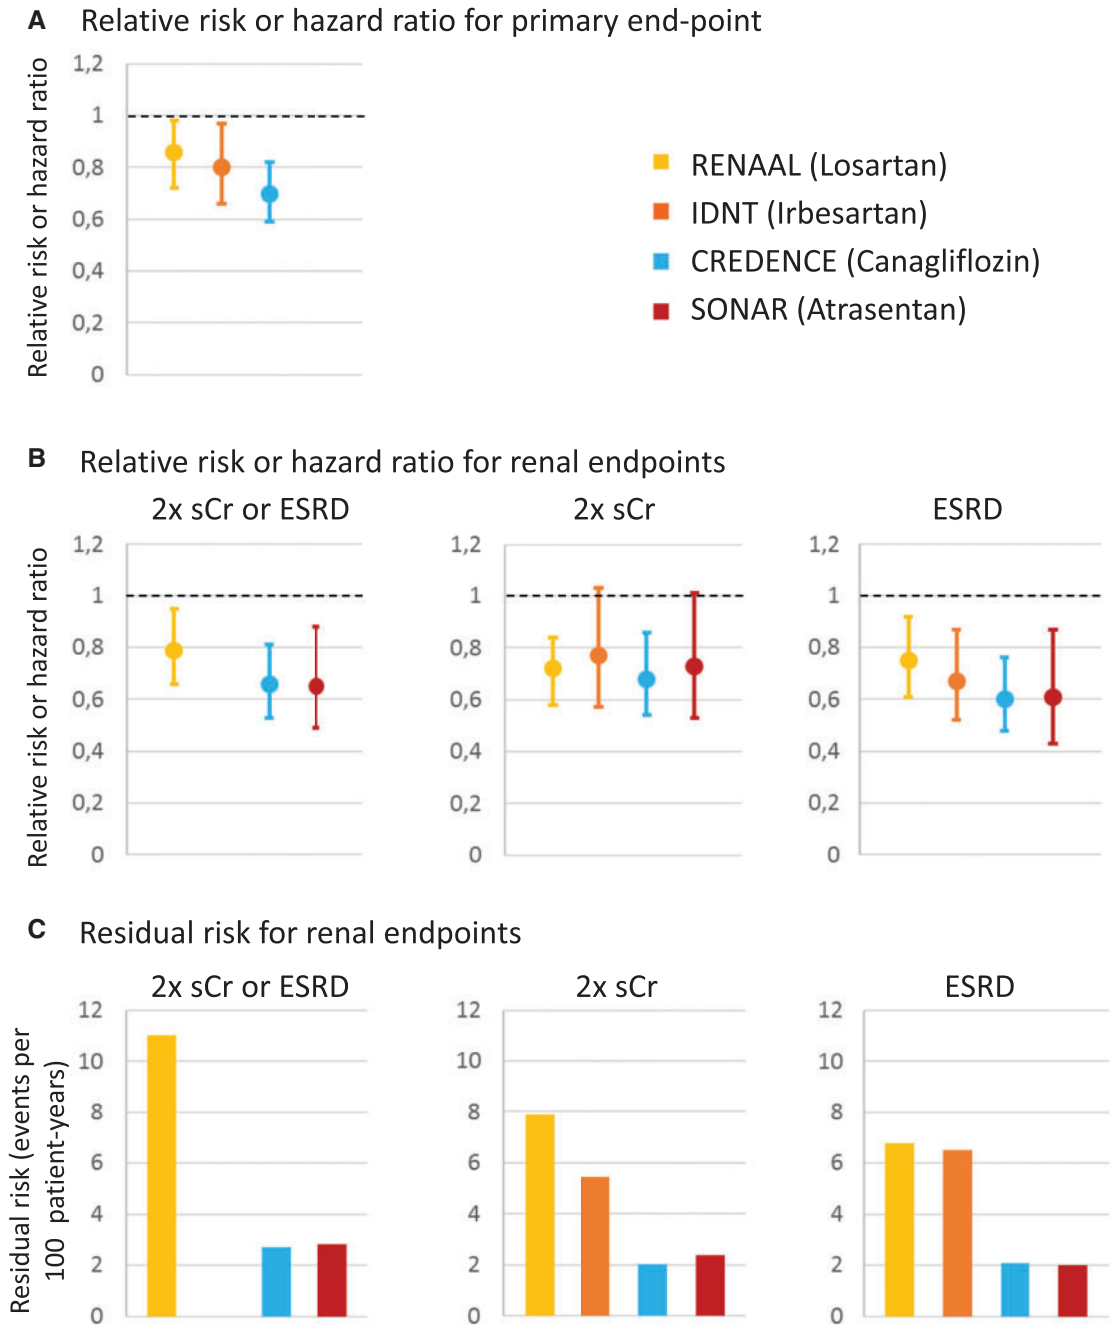 A Relative risk or hazard ratio for primary end-point
Relative risk or hazard ratio
1,2
1
0,8
0,6
0,4
0,2
0
RENAAL (Losartan)
IDNT (Irbesartan)
CREDENCE (Canagliflozin)
SONAR (Atrasentan)
B Relative risk or hazard ratio for renal endpoints
Relative risk or hazard ratio
2x sCr or ESRD
1,2
1
0,8
0,6
0,4
0,2
0
2x sCr
1,2
1
0,8
0,6
0,4
0,2
0
ESRD
1,2
1
0,8
0,6
0,4
0,2
0
C Residual risk for renal endpoints
Residual risk (events per
100 patient-years)
2x sCr or ESRD
12
10
8
6
4
2
0
2x sCr
12
10
8
6
4
2
0
ESRD
12
10
8
6
4
2
0